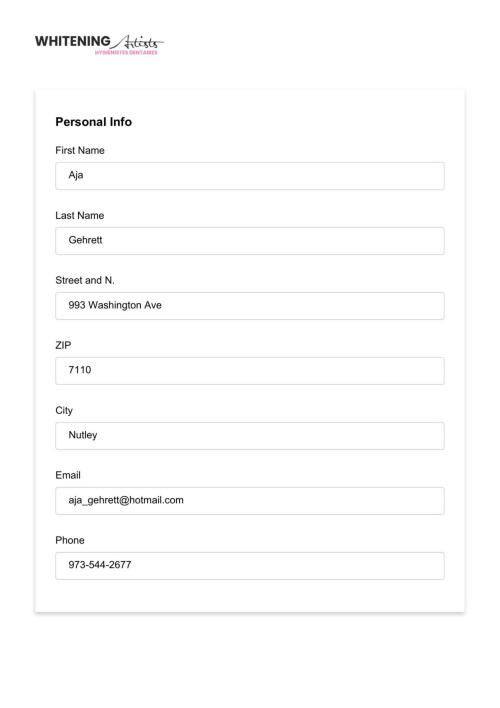 WHITENING Artists
HYGIÉNISTES DENTAIRES
Personal Info
First Name
Aja
Last Name
Gehrett
Street and N.
993 Washington Ave
ZIP
7110
City
Nutley
Email
aja_gehrett@hotmail.com
Phone
973-544-2677